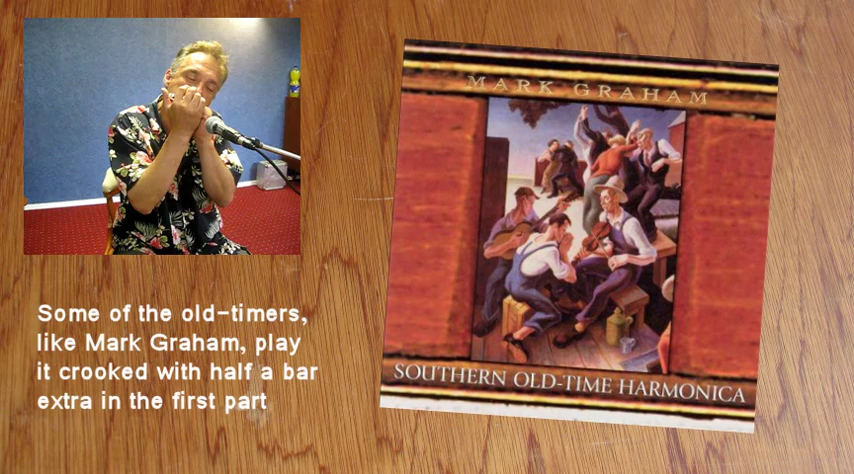 MARK GRAHAM
SOUTHERN OLD-TIME HARMONICA
Some of the old-timers,
like Mark Graham, play
it crooked with half a bar
extra in the first part